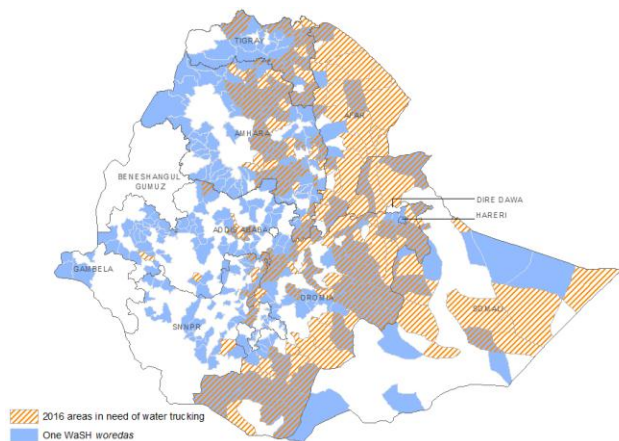 TIGRAY
AFAR
AMHARA
BENESHANGUL
GUMUZ
DIRE DAWA
HARERI
ADDIS ABABA
GAMBELA
OROMIA
SOMALI
SNNPR
2016 areas in need of water trucking
One WaSH woredas